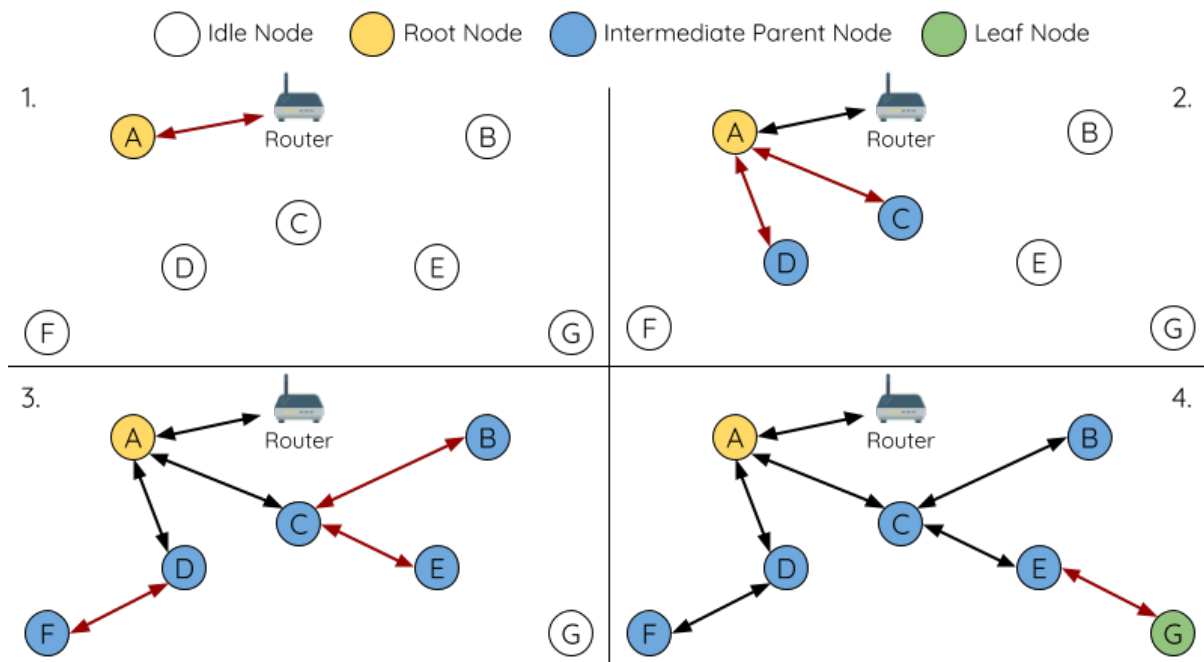 Idle Node Root Node Intermediate Parent Node Leaf Node
1.
A
Router
B
C
D
E
F
G
2.
A
Router
B
C
D
E
F
G
3.
A
Router
B
C
D
E
F
G
4.
A
Router
B
C
D
E
F
G